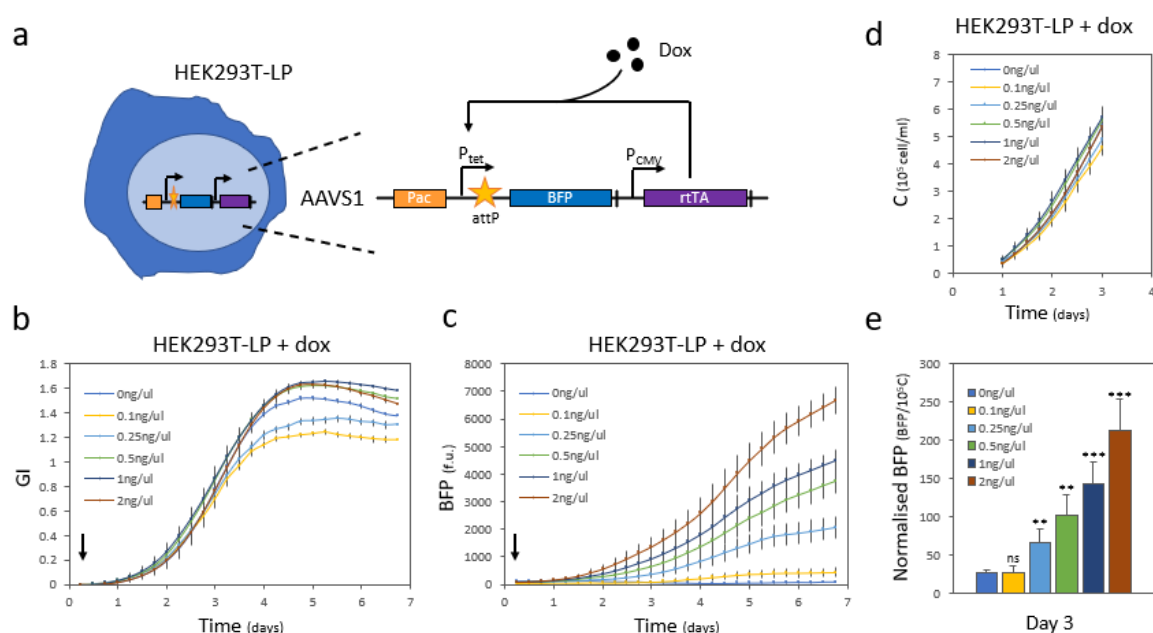 a
HEK293T-LP
Dox
P_tet
P_CMV
AAVS1
Pac
attP
BFP
rtTA
b
HEK293T-LP + dox
GI
1.8
1.6
1.4
1.2
1
0.8
0.6
0.4
0.2
0
0ng/ul
0.1ng/ul
0.25ng/ul
0.5ng/ul
1ng/ul
2ng/ul
0 1 2 3 4 5 6 7
Time (days)
c
HEK293T-LP + dox
BFP (f.u.)
8000
7000
6000
5000
4000
3000
2000
1000
0
0ng/ul
0.1ng/ul
0.25ng/ul
0.5ng/ul
1ng/ul
2ng/ul
0 1 2 3 4 5 6 7
Time (days)
d
HEK293T-LP + dox
C (10⁵ cell/ml)
8
7
6
5
4
3
2
1
0
0ng/ul
0.1ng/ul
0.25ng/ul
0.5ng/ul
1ng/ul
2ng/ul
0 1 2 3 4
Time (days)
e
Normalised BFP (BFP/10⁵C)
300
250
200
150
100
50
0
0ng/ul
0.1ng/ul
0.25ng/ul
0.5ng/ul
1ng/ul
2ng/ul
ns
**
**
***
***
Day 3